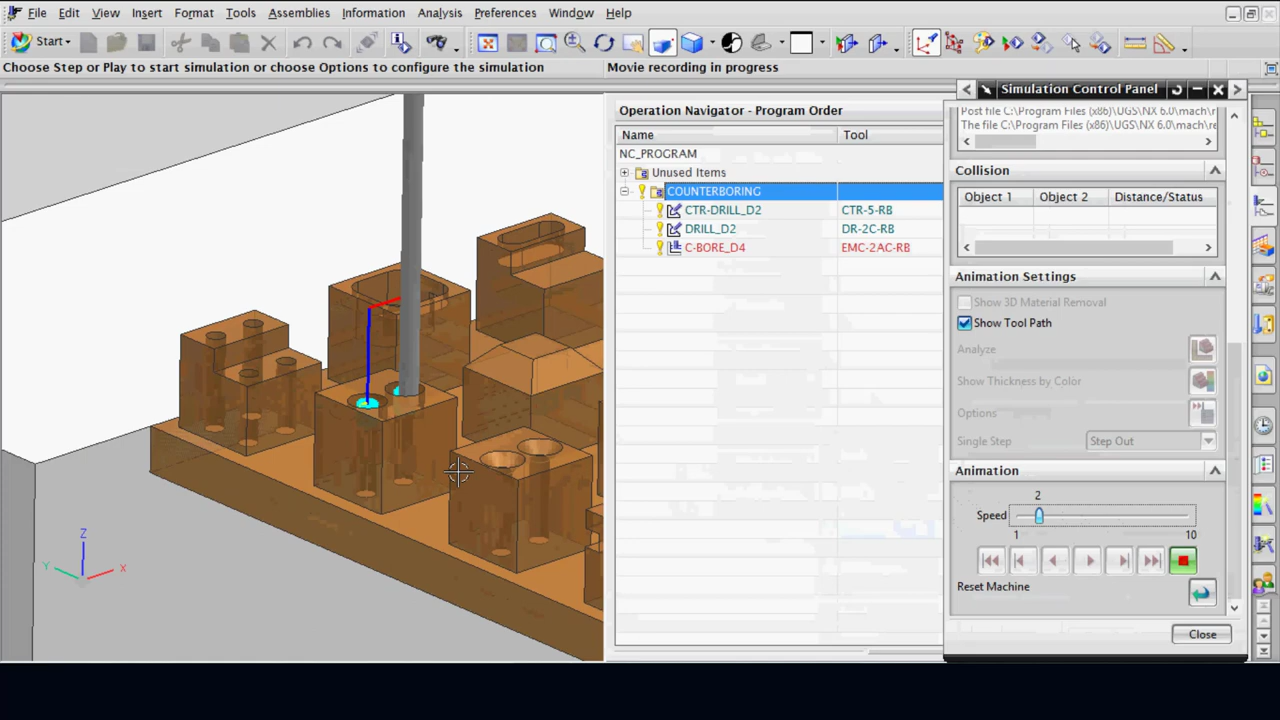 File Edit View Insert Format Tools Assemblies Information Analysis Preferences Window Help
Start
Choose Step or Play to start simulator or choose Options to configure the simulation
Movie recording in progress
Simulation Control Panel
Operation Navigator - Program Order
Name Tool
NC_PROGRAM
Unused Items
COUNTERBORING
CTR-DRILL_D2 CTR-5-RB
DRILL_D2 DR-2C-RB
C-BORE_D4 EMC-2AC-RB
Post file C:\Program Files (x86)\UGS\NX 6.0\mach\r
The file C:\Program Files (x86)\UGS\NX 6.0\mach\re
Collision
Object 1 Object 2 Distance/Status
Animation Settings
Show 3D Material Removal
Show Tool Path
Analyze
Show Thickness by Color
Options
Single Step Step Out
Animation
2
Speed
1 10
Reset Machine
Close
Z
Y X